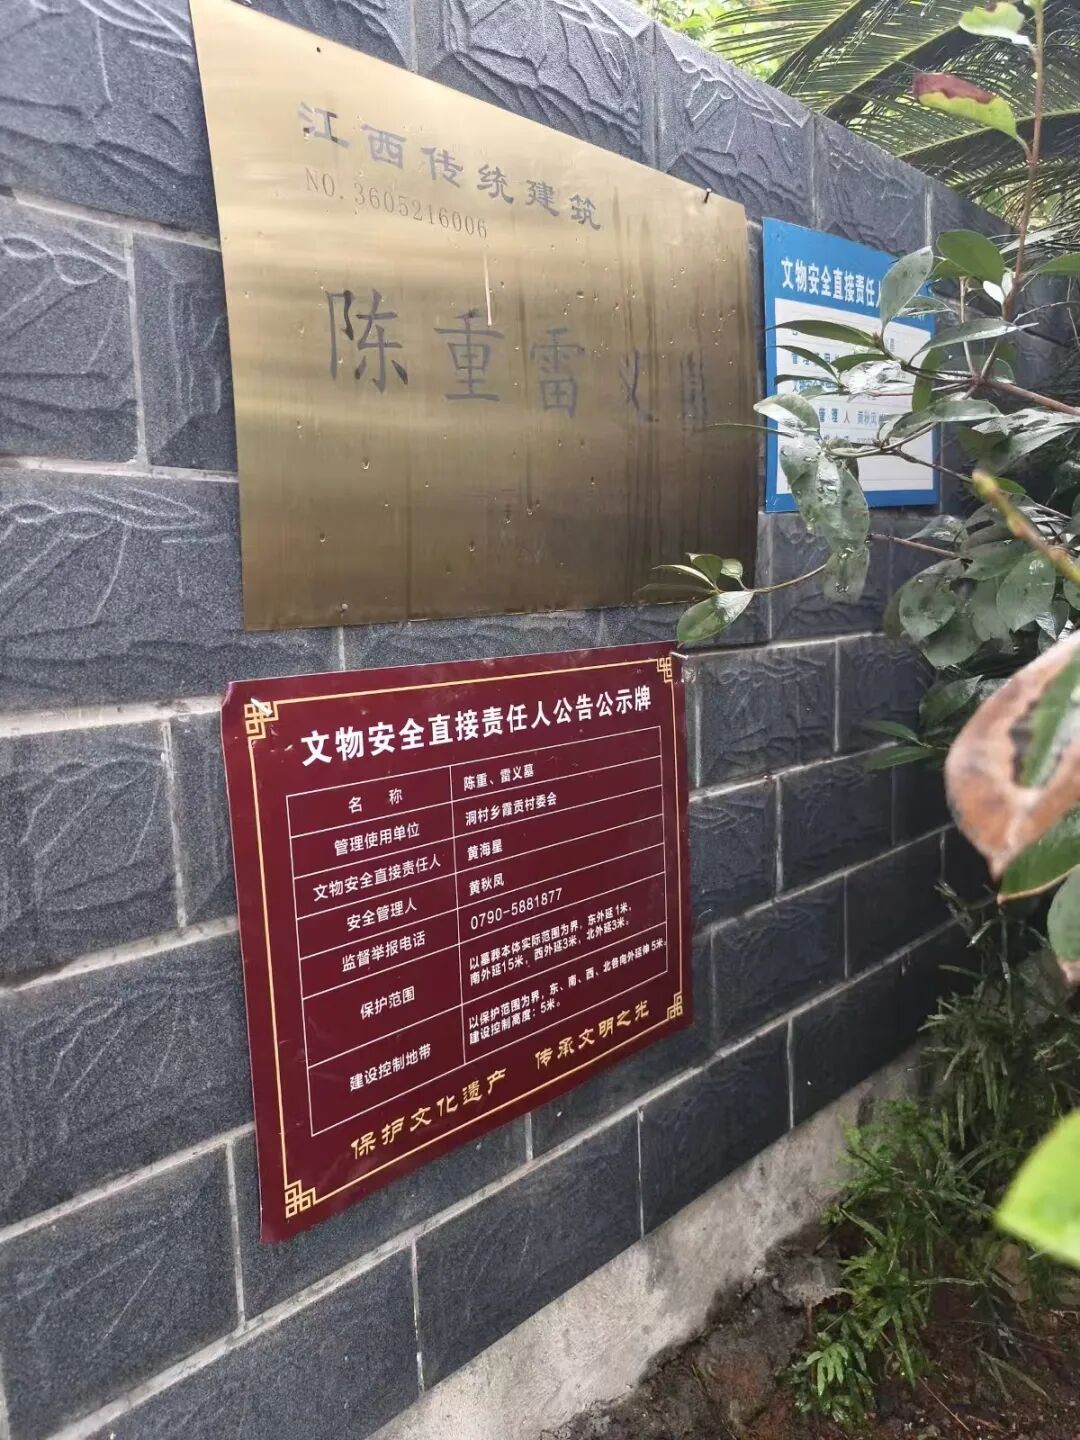 江西传统建筑
NO.3605216006
陈重雷义
文物安全直接责任人
管理人 黄秋凤
文物安全直接责任人公告公示牌
名 称 陈重、雷义墓
管理使用单位 洞村乡霞贡村委会
文物安全直接责任人 黄海星
安全管理人 黄秋凤
监督举报电话 0790-5881877
保护范围 以墓葬本体实际范围为界，东外延1米，
南外延15米，西外延3米，北外延3米。
建设控制地带 以保护范围为界，东、南、西、北各向外延伸5米。
建设控制高度：5米。
保护文化遗产 传承文明之光